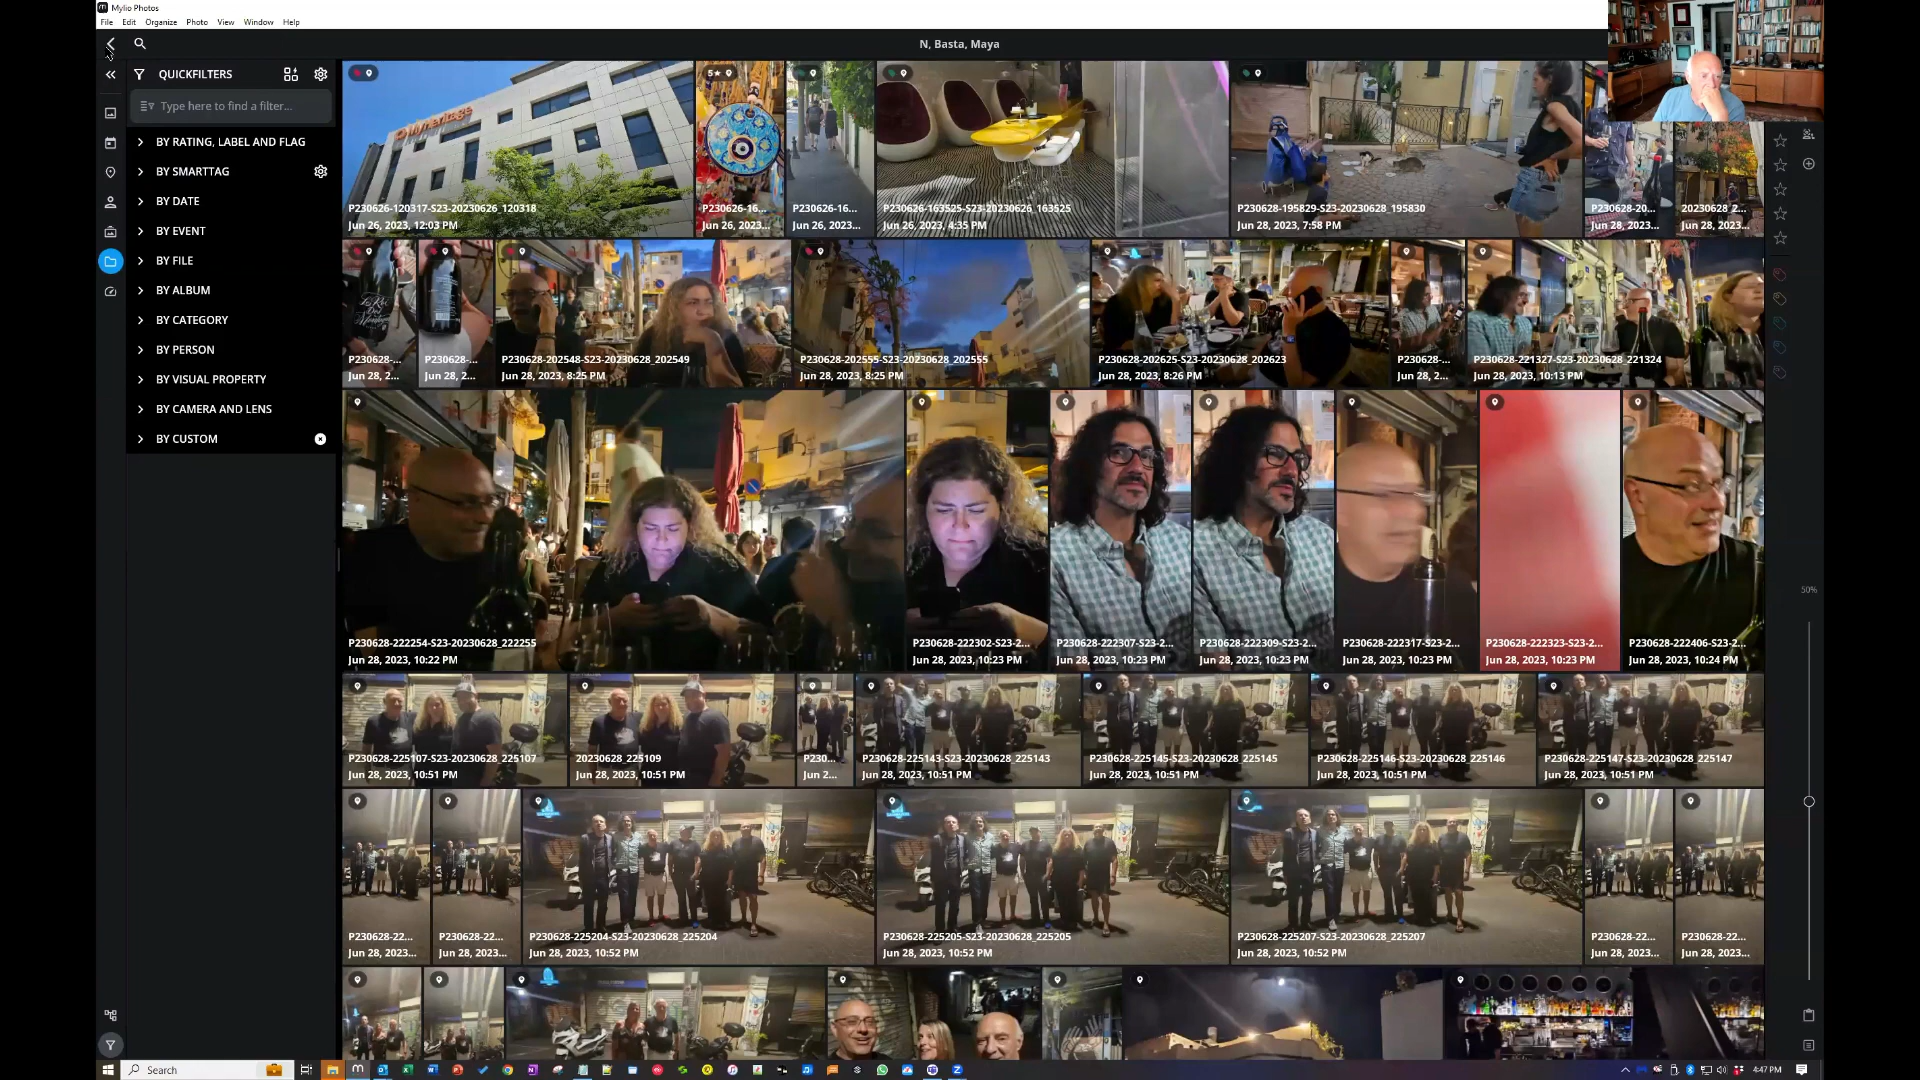 Mylio Photos
File Edit Organize Photo View Window Help
N, Basta, Maya
QUICKFILTERS
Type here to find a filter...
BY RATING, LABEL AND FLAG
BY SMARTTAG
BY DATE
BY EVENT
BY FILE
BY ALBUM
BY CATEGORY
BY PERSON
BY VISUAL PROPERTY
BY CAMERA AND LENS
BY CUSTOM
MyHeritage
5★
P230626-120317-S23-20230626_120318
Jun 26, 2023, 12:03 PM
P230626-16...
Jun 26, 2023...
P230626-16...
Jun 26, 2023...
P230626-163525-S23-20230626_163525
Jun 26, 2023, 4:35 PM
P230628-195829-S23-20230628_195830
Jun 28, 2023, 7:58 PM
P230628-20...
Jun 28, 2023...
20230628_2...
Jun 28, 2023...
P230628-...
Jun 28, 2...
P230628-...
Jun 28, 2...
P230628-202548-S23-20230628_202549
Jun 28, 2023, 8:25 PM
P230628-202555-S23-20230628_202555
Jun 28, 2023, 8:25 PM
P230628-202625-S23-20230628_202623
Jun 28, 2023, 8:26 PM
P230628-...
Jun 28, 2...
P230628-221327-S23-20230628_221324
Jun 28, 2023, 10:13 PM
P230628-222254-S23-20230628_222255
Jun 28, 2023, 10:22 PM
P230628-222302-S23-2...
Jun 28, 2023, 10:23 PM
P230628-222307-S23-2...
Jun 28, 2023, 10:23 PM
P230628-222309-S23-2...
Jun 28, 2023, 10:23 PM
P230628-222317-S23-2...
Jun 28, 2023, 10:23 PM
P230628-222323-S23-2...
Jun 28, 2023, 10:23 PM
P230628-222406-S23-2...
Jun 28, 2023, 10:24 PM
50%
P230628-225107-S23-20230628_225107
Jun 28, 2023, 10:51 PM
20230628_225109
Jun 28, 2023, 10:51 PM
P230...
Jun 2...
P230628-225143-S23-20230628_225143
Jun 28, 2023, 10:51 PM
P230628-225145-S23-20230628_225145
Jun 28, 2023, 10:51 PM
P230628-225146-S23-20230628_225146
Jun 28, 2023, 10:51 PM
P230628-225147-S23-20230628_225147
Jun 28, 2023, 10:51 PM
P230628-22...
Jun 28, 2023...
P230628-22...
Jun 28, 2023...
P230628-225204-S23-20230628_225204
Jun 28, 2023, 10:52 PM
P230628-225205-S23-20230628_225205
Jun 28, 2023, 10:52 PM
P230628-225207-S23-20230628_225207
Jun 28, 2023, 10:52 PM
P230628-22...
Jun 28, 2023...
P230628-22...
Jun 28, 2023...
Search
4:47 PM